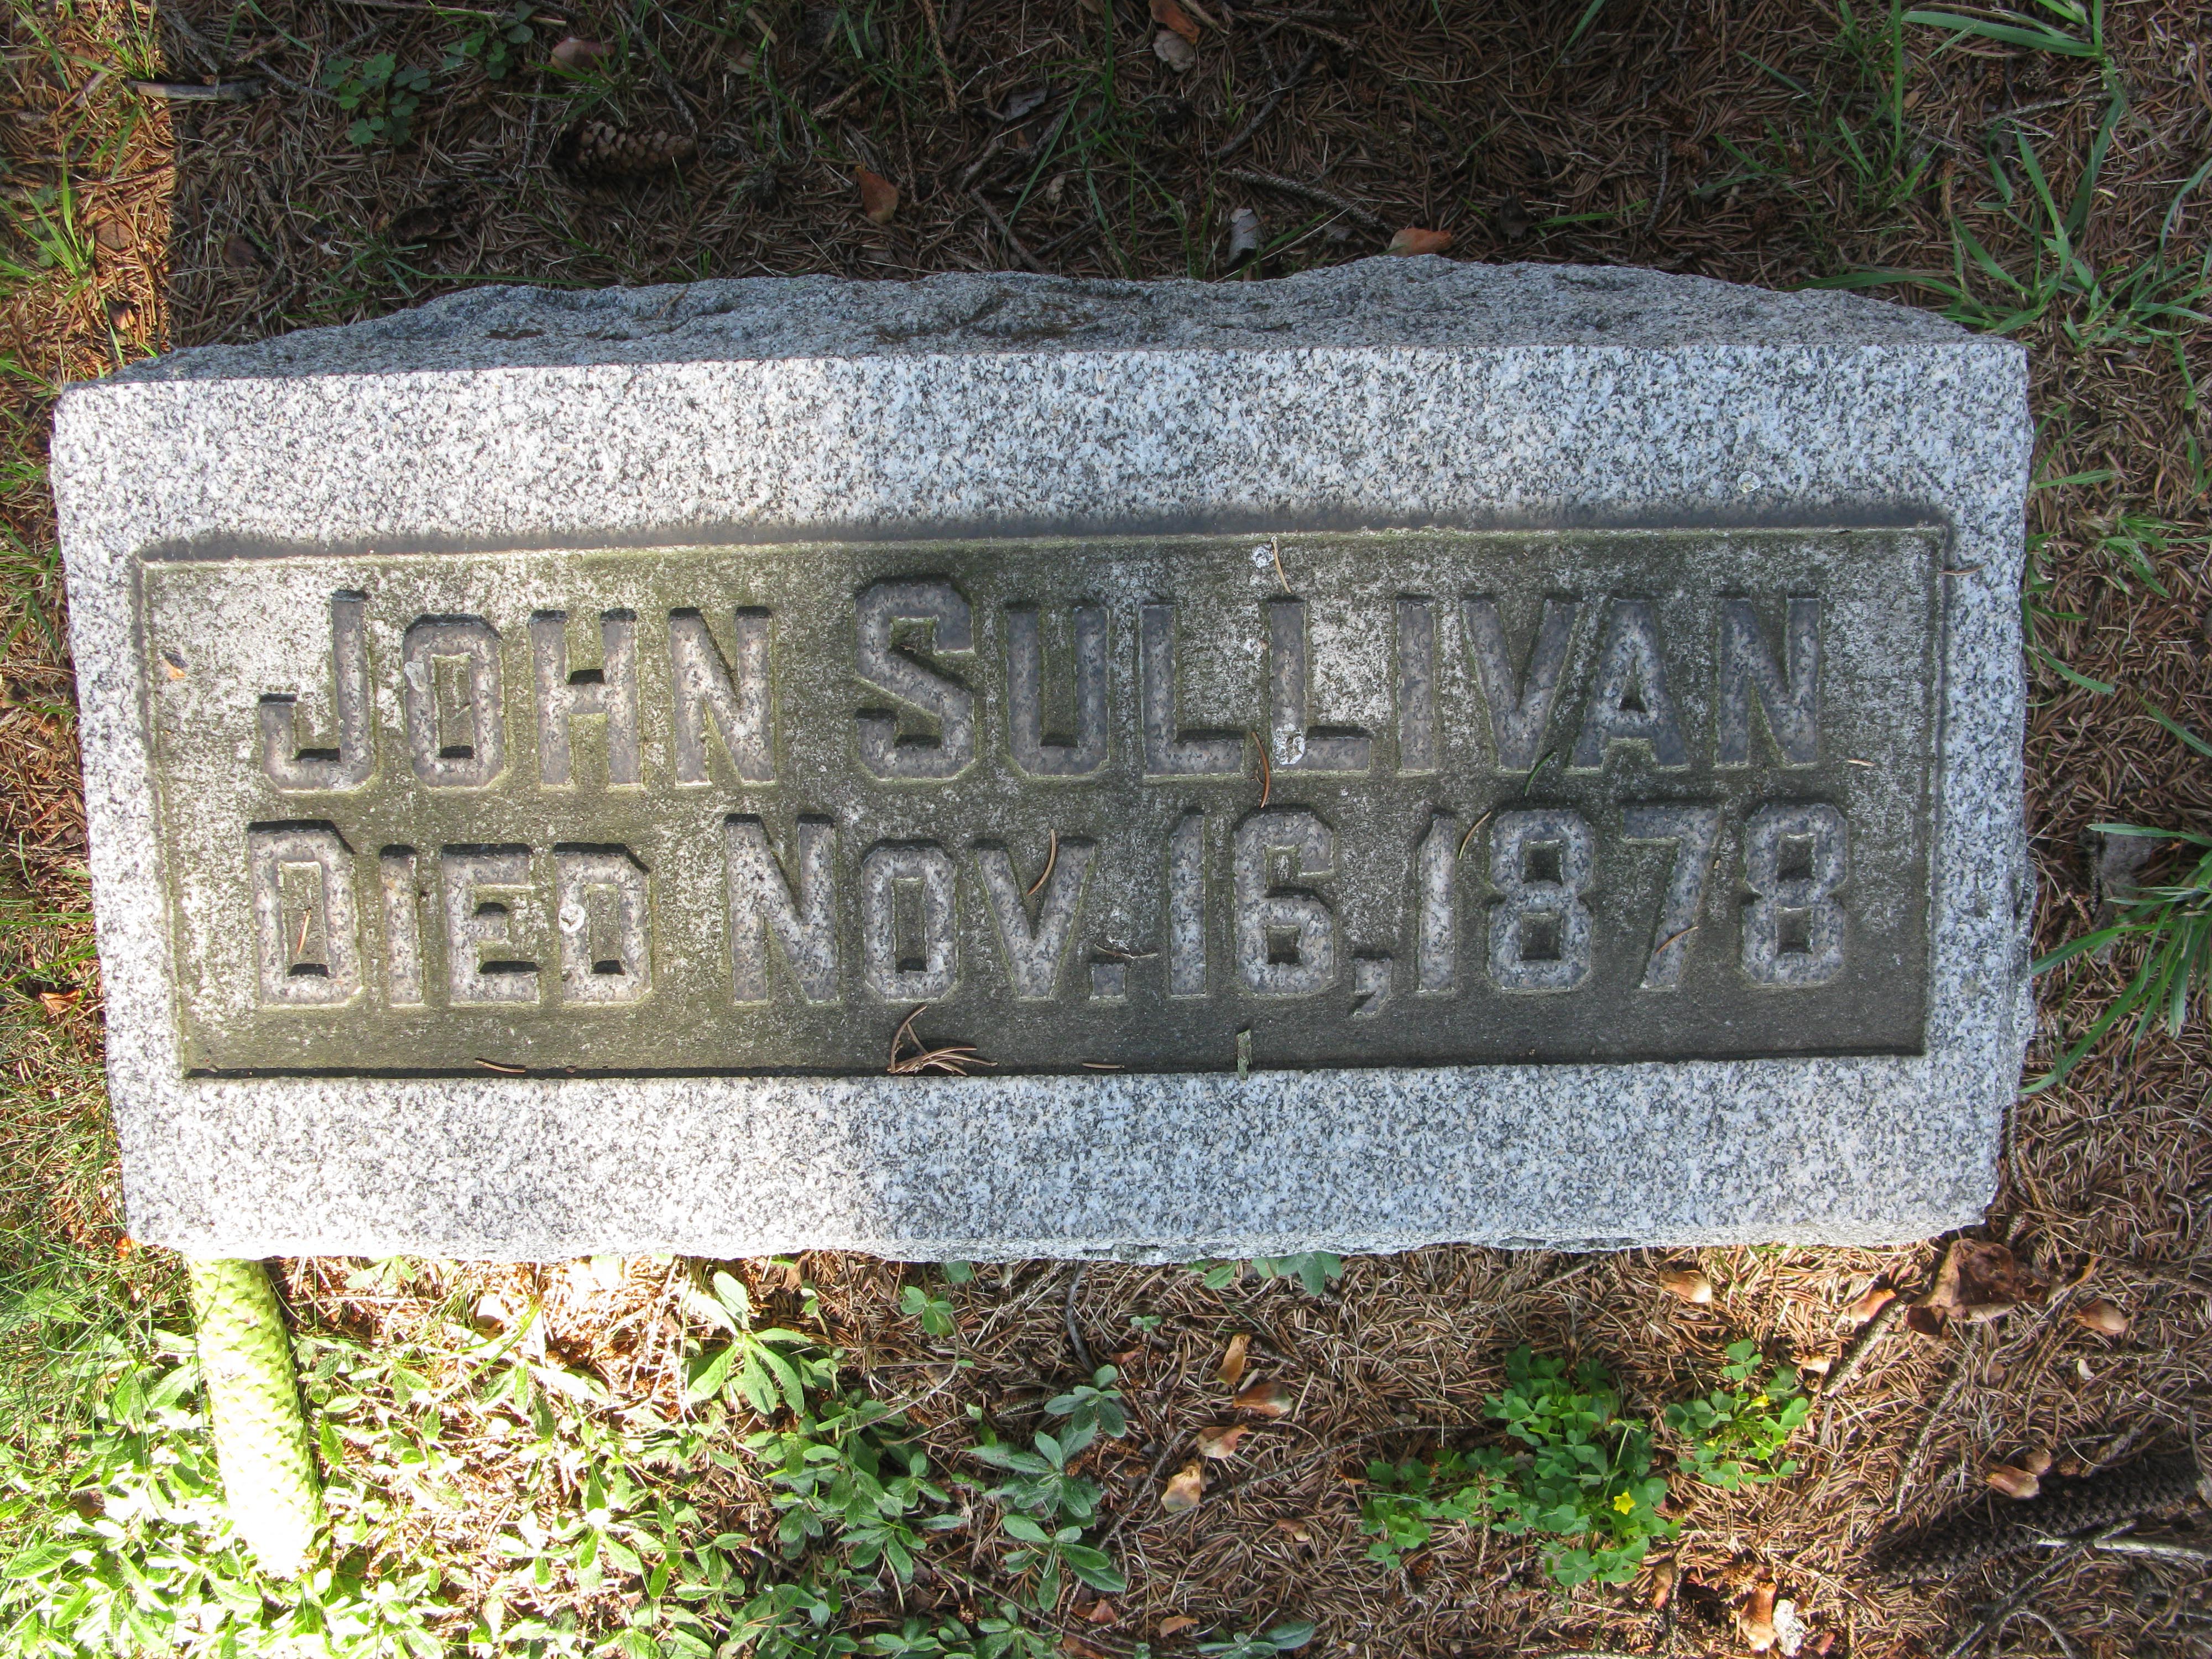 JOHN SULLIVAN
DIED NOV. 16, 1878